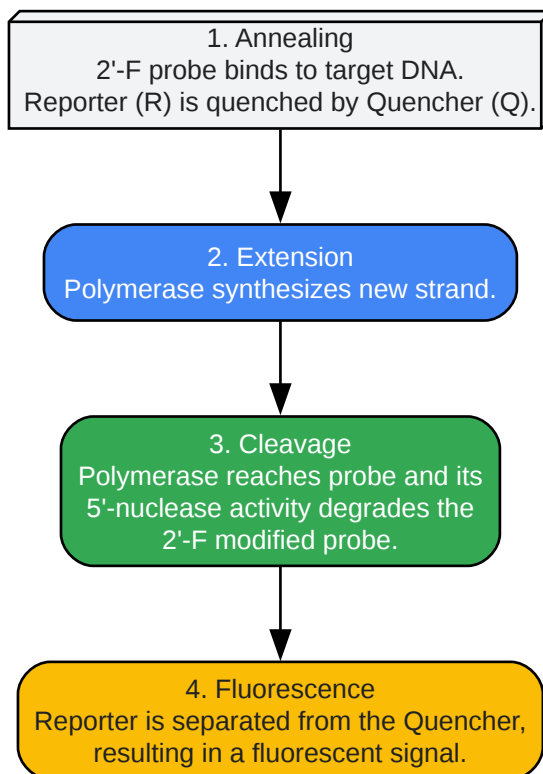 1. Annealing
2'-F probe binds to target DNA.
Reporter (R) is quenched by Quencher (Q).
2. Extension
Polymerase synthesizes new strand.
3. Cleavage
Polymerase reaches probe and its
5'-nuclease activity degrades the
2'-F modified probe.
4. Fluorescence
Reporter is separated from the Quencher,
resulting in a fluorescent signal.